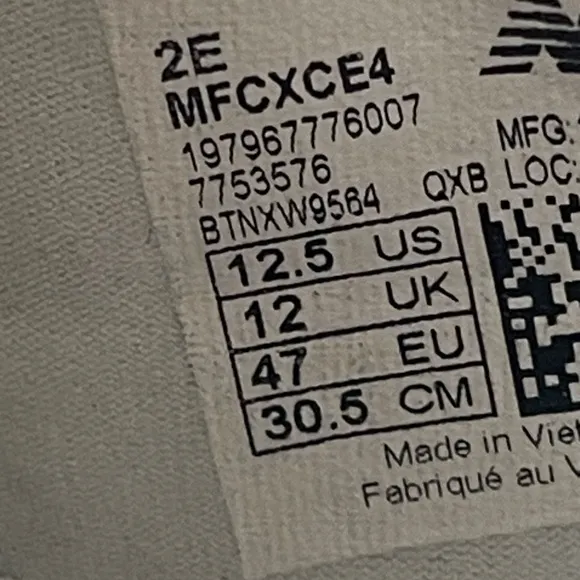 2E
MFCXCE4
197967776007
7753576
BTNXW9564 QXB
MFG:
LOC:
12.5 US
12 UK
47 EU
30.5 CM
Made in
Fabriqué au